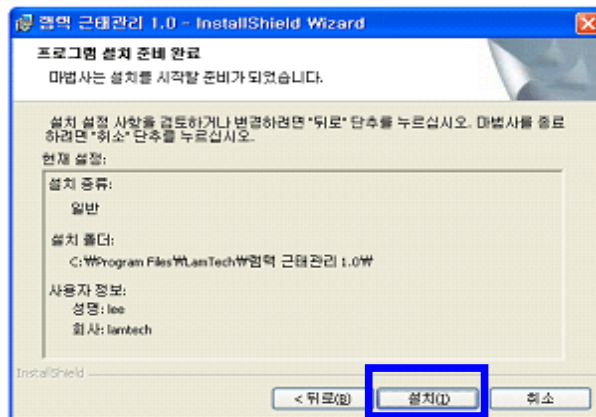 램텍 근태관리 1.0 - InstallShield Wizard
프로그램 설치 준비 완료
마법사는 설치를 시작할 준비가 되었습니다.
설치 설정 사항을 검토하거나 변경하려면 "뒤로" 단추를 누르십시오. 마법사를 종료
하려면 "취소" 단추를 누르십시오.
현재 설정:
설치 종류:
일반
설치 폴더:
C:₩Program Files₩LamTech₩램텍 근태관리 1.0₩
사용자 정보:
성명: lee
회사: lamtech
InstallShield
< 뒤로(B)
설치(I)
취소